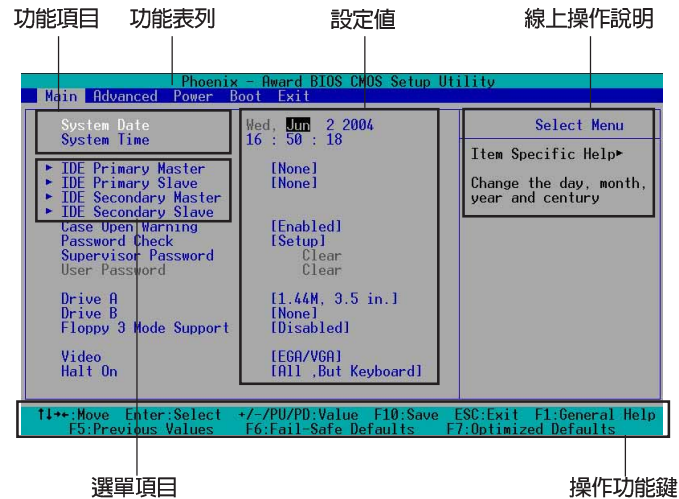 功能項目 功能表列 設定值 線上操作說明
Phoenix - Award BIOS CMOS Setup Utility
Main Advanced Power Boot Exit
System Date Wed, Jun 2 2004 Select Menu
System Time 16 : 50 : 18
Item Specific Help►
► IDE Primary Master [None]
► IDE Primary Slave [None] Change the day, month,
► IDE Secondary Master year and century
► IDE Secondary Slave
Case Open Warning [Enabled]
Password Check [Setup]
Supervisor Password Clear
User Password Clear
Drive A [1.44M, 3.5 in.]
Drive B [None]
Floppy 3 Mode Support [Disabled]
Video [EGA/VGA]
Halt On [All ,But Keyboard]
↑↓→←:Move Enter:Select +/-/PU/PD:Value F10:Save ESC:Exit F1:General Help
F5:Previous Values F6:Fail-Safe Defaults F7:Optimized Defaults
選單項目 操作功能鍵